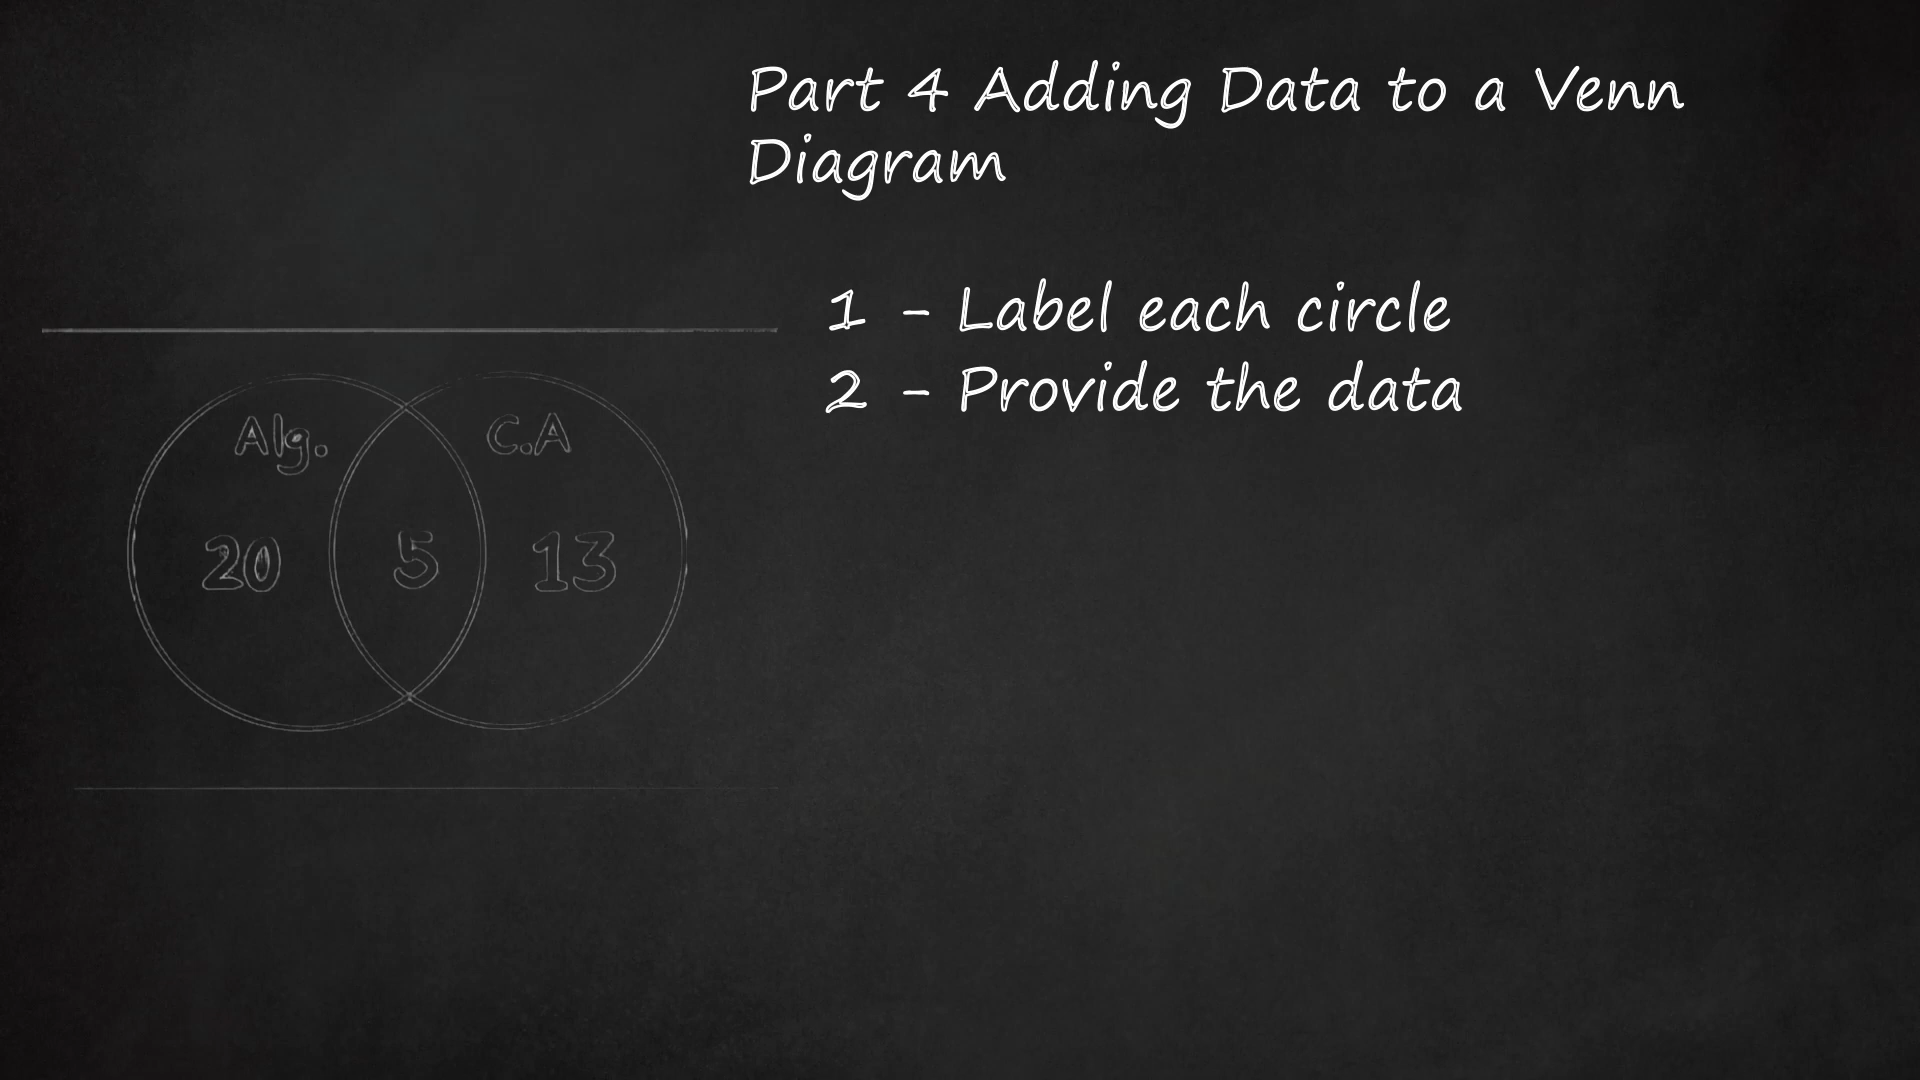 Part 4 Adding Data to a Venn
Diagram
1 - Label each circle
2 - Provide the data
Alg. C.A
20 5 13